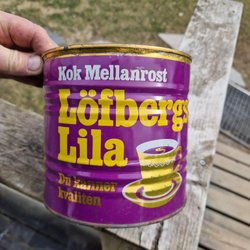 Kok Mellanrost
Löfbergs
Lila
Du känner
kvaliten